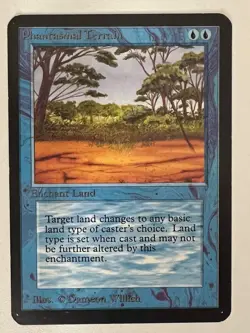 Phantasmal Terrain
Enchant Land
Target land changes to any basic
land type of caster's choice. Land
type is set when cast and may not
be further altered by this
enchantment.
Illus. © Dameon Willich